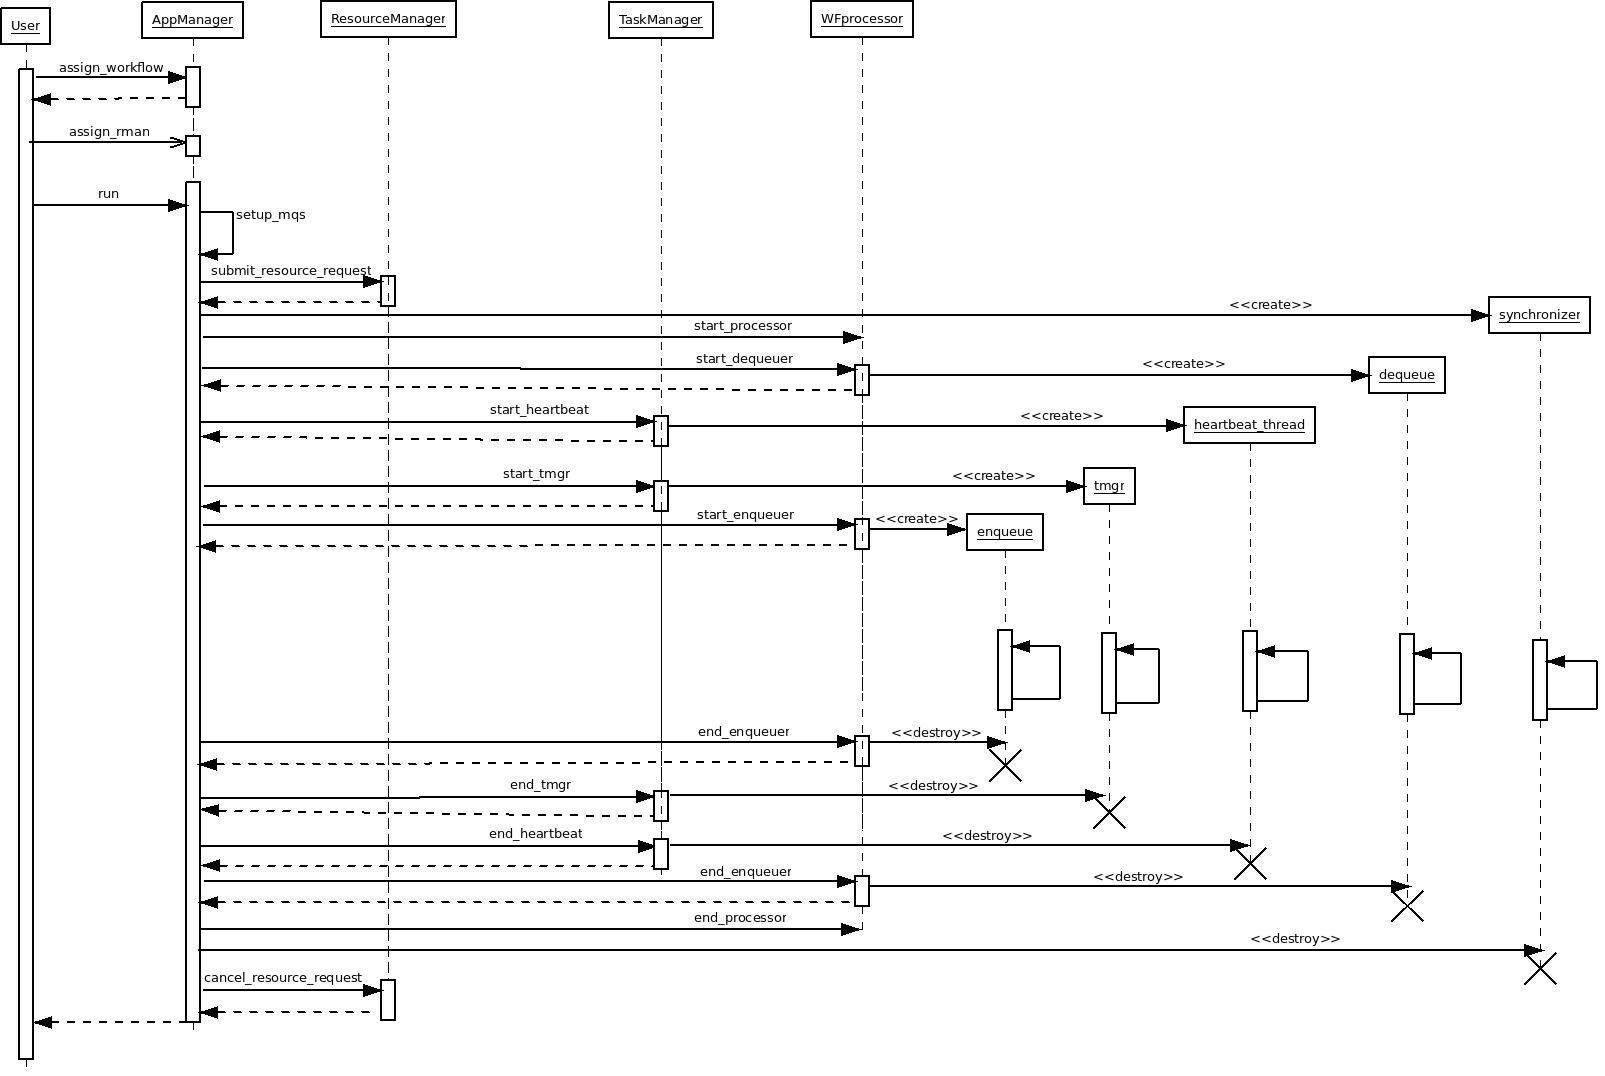 User
AppManager
ResourceManager
TaskManager
WFprocessor
assign_workflow
assign_rman
run
setup_mqs
submit_resource_request
<<create>>
synchronizer
start_processor
start_dequeuer
<<create>>
dequeue
start_heartbeat
<<create>>
heartbeat_thread
start_tmgr
<<create>>
tmgr
start_enqueuer
<<create>>
enqueue
end_enqueuer
<<destroy>>
end_tmgr
<<destroy>>
end_heartbeat
<<destroy>>
end_enqueuer
<<destroy>>
end_processor
<<destroy>>
cancel_resource_request